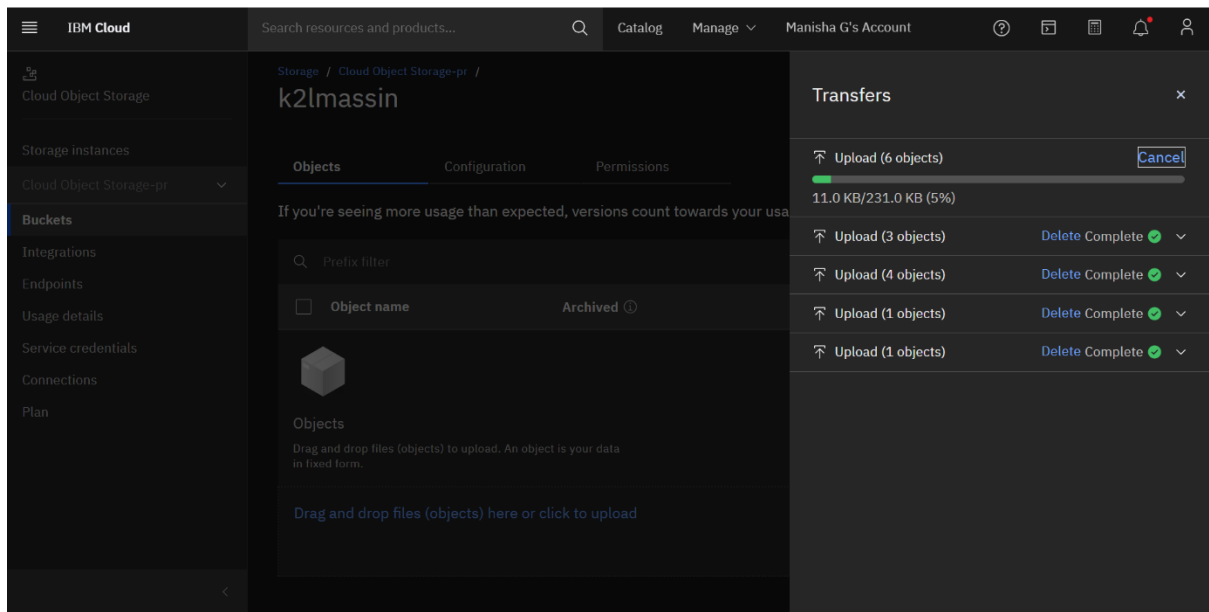 IBM Cloud
Search resources and products...
Catalog
Manage
Manisha G's Account
Cloud Object Storage
Storage instances
Cloud Object Storage-pr
Buckets
Integrations
Endpoints
Usage details
Service credentials
Connections
Plan
Storage / Cloud Object Storage-pr /
k2lmassin
Objects
Configuration
Permissions
If you're seeing more usage than expected, versions count towards your usa
Prefix filter
Object name
Archived
Objects
Drag and drop files (objects) to upload. An object is your data
in fixed form.
Drag and drop files (objects) here or click to upload
Transfers
Upload (6 objects) Cancel
11.0 KB/231.0 KB (5%)
Upload (3 objects) Delete Complete
Upload (4 objects) Delete Complete
Upload (1 objects) Delete Complete
Upload (1 objects) Delete Complete